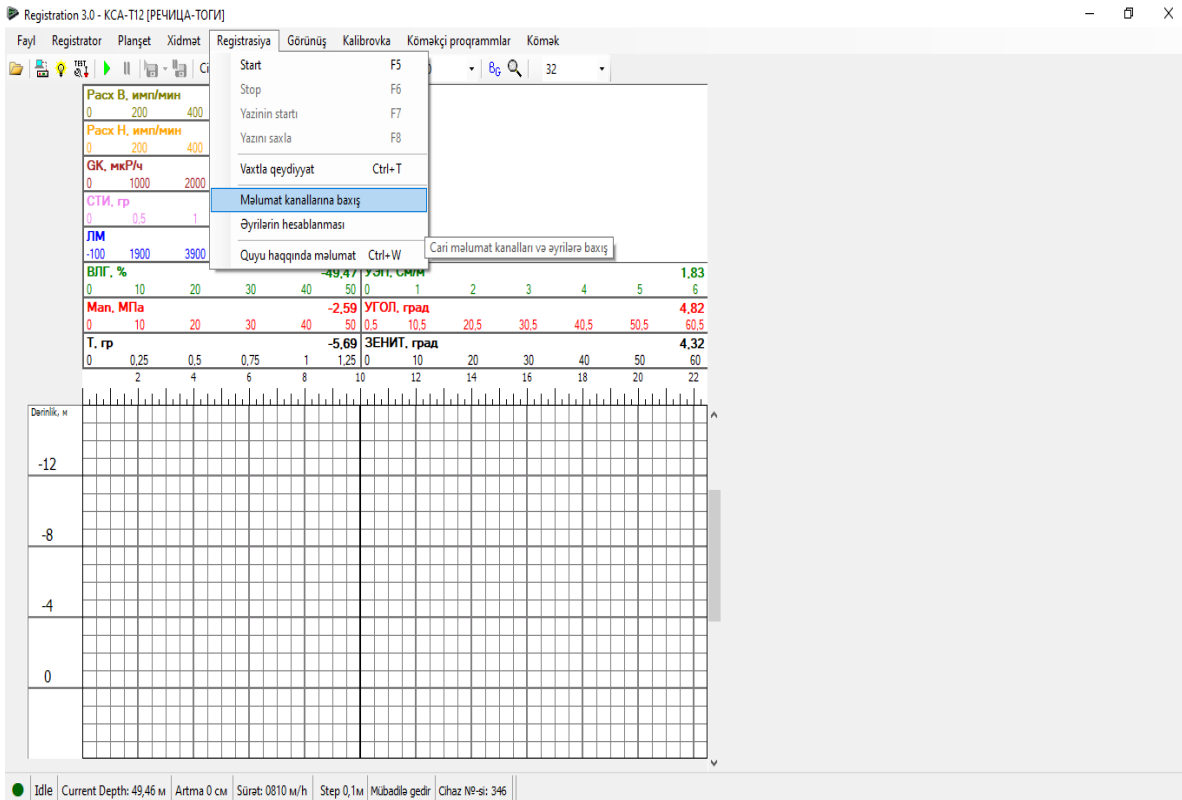 Registration 3.0 - КСА-Т12 [РЕЧИЦА-ТОГИ]
Fayl Registrator Planşet Xidmət Registrasiya Görünüş Kalibrovka Köməkçi proqrammlar Kömək
32
Start F5
Stop F6
Yazinin startı F7
Yazını saxla F8
Vaxtla qeydiyyat Ctrl+T
Məlumat kanallarına baxış
Əyrilərin hesablanması
Quyu haqqında məlumat Ctrl+W
Cari məlumat kanalları və əyrilərə baxış
Расх В, имп/мин
0 200 400
Расх Н, имп/мин
0 200 400
GK, мкР/ч
0 1000 2000
СТИ, гр
0 0,5 1
ЛМ
-100 1900 3900
ВЛГ, % -49,47 УЭП, СМ/М 1,83
0 10 20 30 40 50 0 1 2 3 4 5 6
Man, МПа -2,59 УГОЛ, град 4,82
0 10 20 30 40 50 0,5 10,5 20,5 30,5 40,5 50,5 60,5
Т, гр -5,69 ЗЕНИТ, град 4,32
0 0,25 0,5 0,75 1 1,25 0 10 20 30 40 50 60
2 4 6 8 10 12 14 16 18 20 22
Dərinlik, м
-12
-8
-4
0
Idle Current Depth: 49,46 м Artma 0 см Sürət: 0810 м/h Step 0,1м Mübadilə gedir Cihaz №-si: 346